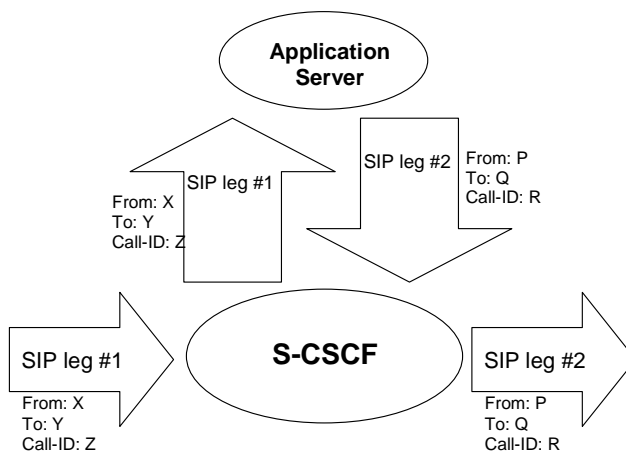 Application
Server
SIP leg #1
From: X
To: Y
Call-ID: Z
SIP leg #2
From: P
To: Q
Call-ID: R
SIP leg #1
From: X
To: Y
Call-ID: Z
S-CSCF
SIP leg #2
From: P
To: Q
Call-ID: R